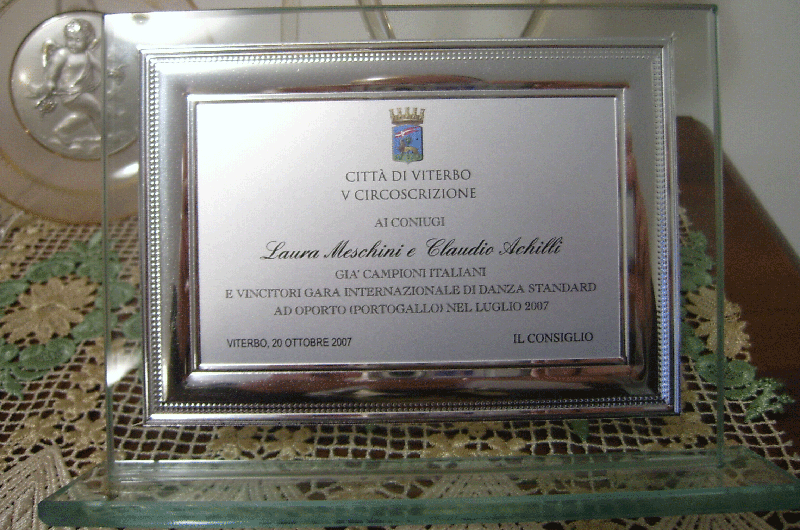 CITTÀ DI VITERBO
V CIRCOSCRIZIONE
AI CONIUGI
Laura Meschini e Claudio Achilli
GIA' CAMPIONI ITALIANI
E VINCITORI GARA INTERNAZIONALE DI DANZA STANDARD
AD OPORTO (PORTOGALLO) NEL LUGLIO 2007
VITERBO, 20 OTTOBRE 2007 IL CONSIGLIO